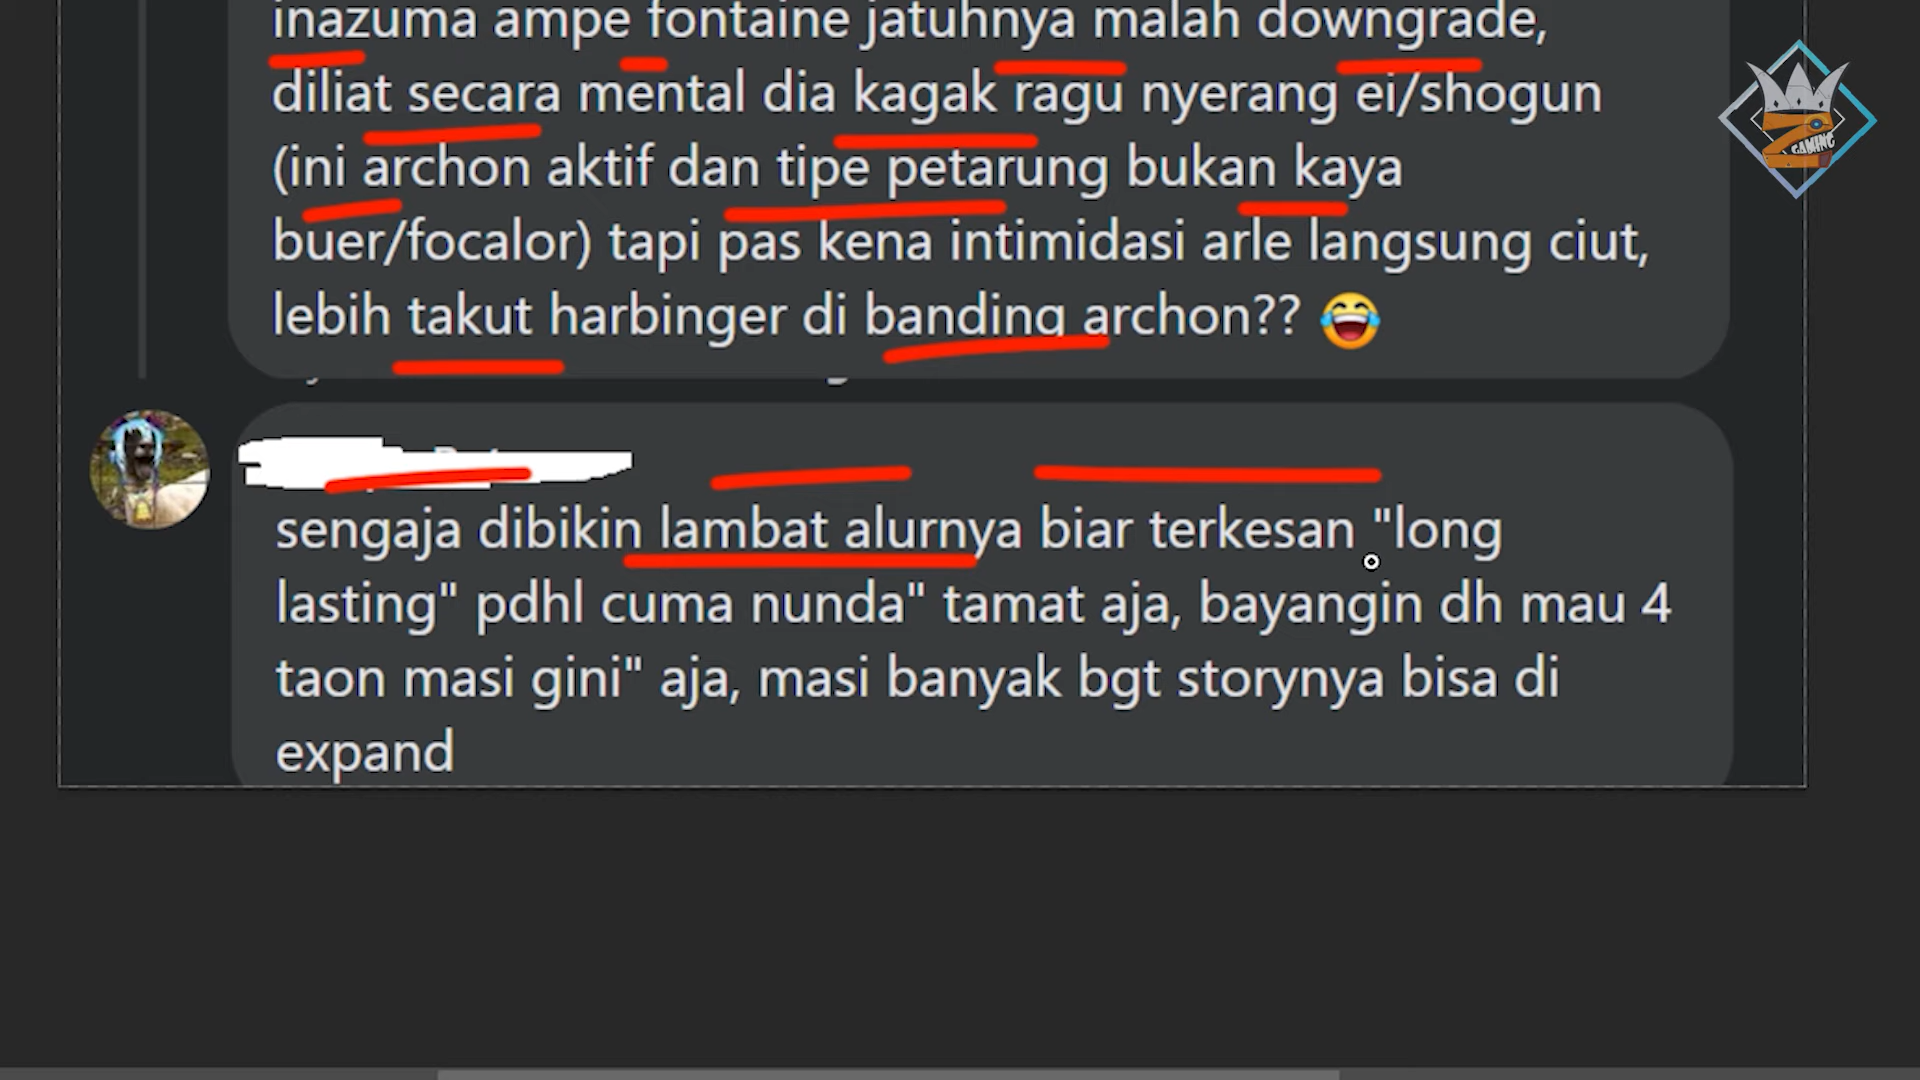 inazuma ampe fontaine jatuhnya malah downgrade,
diliat secara mental dia kagak ragu nyerang ei/shogun
(ini archon aktif dan tipe petarung bukan kaya
buer/focalor) tapi pas kena intimidasi arle langsung ciut,
lebih takut harbinger di banding archon?? 😂
sengaja dibikin lambat alurnya biar terkesan "long
lasting" pdhl cuma nunda" tamat aja, bayangin dh mau 4
taon masi gini" aja, masi banyak bgt storynya bisa di
expand
GAMING